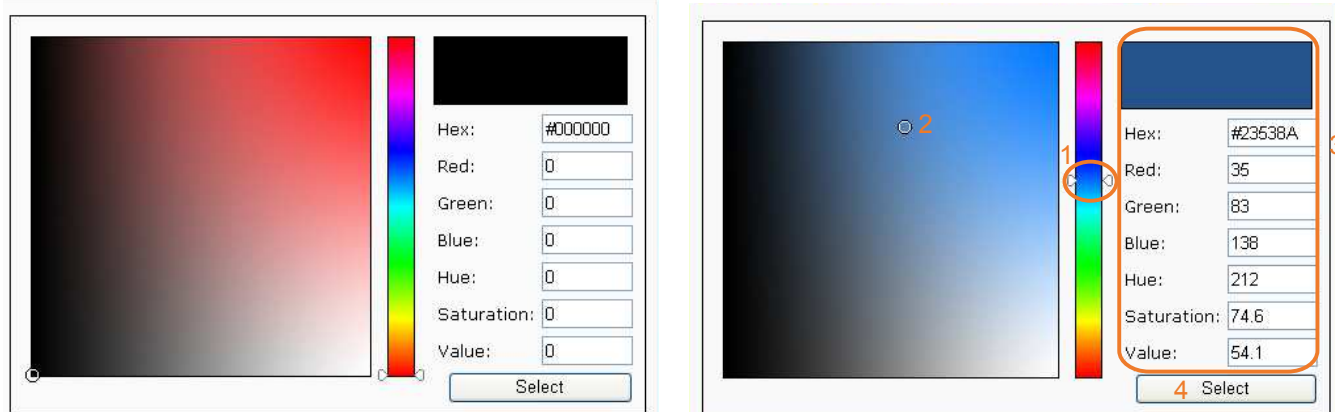 Hex: #000000
Red: 0
Green: 0
Blue: 0
Hue: 0
Saturation: 0
Value: 0
Select
2
1
Hex: #23538A
3
Red: 35
Green: 83
Blue: 138
Hue: 212
Saturation: 74.6
Value: 54.1
4 Select